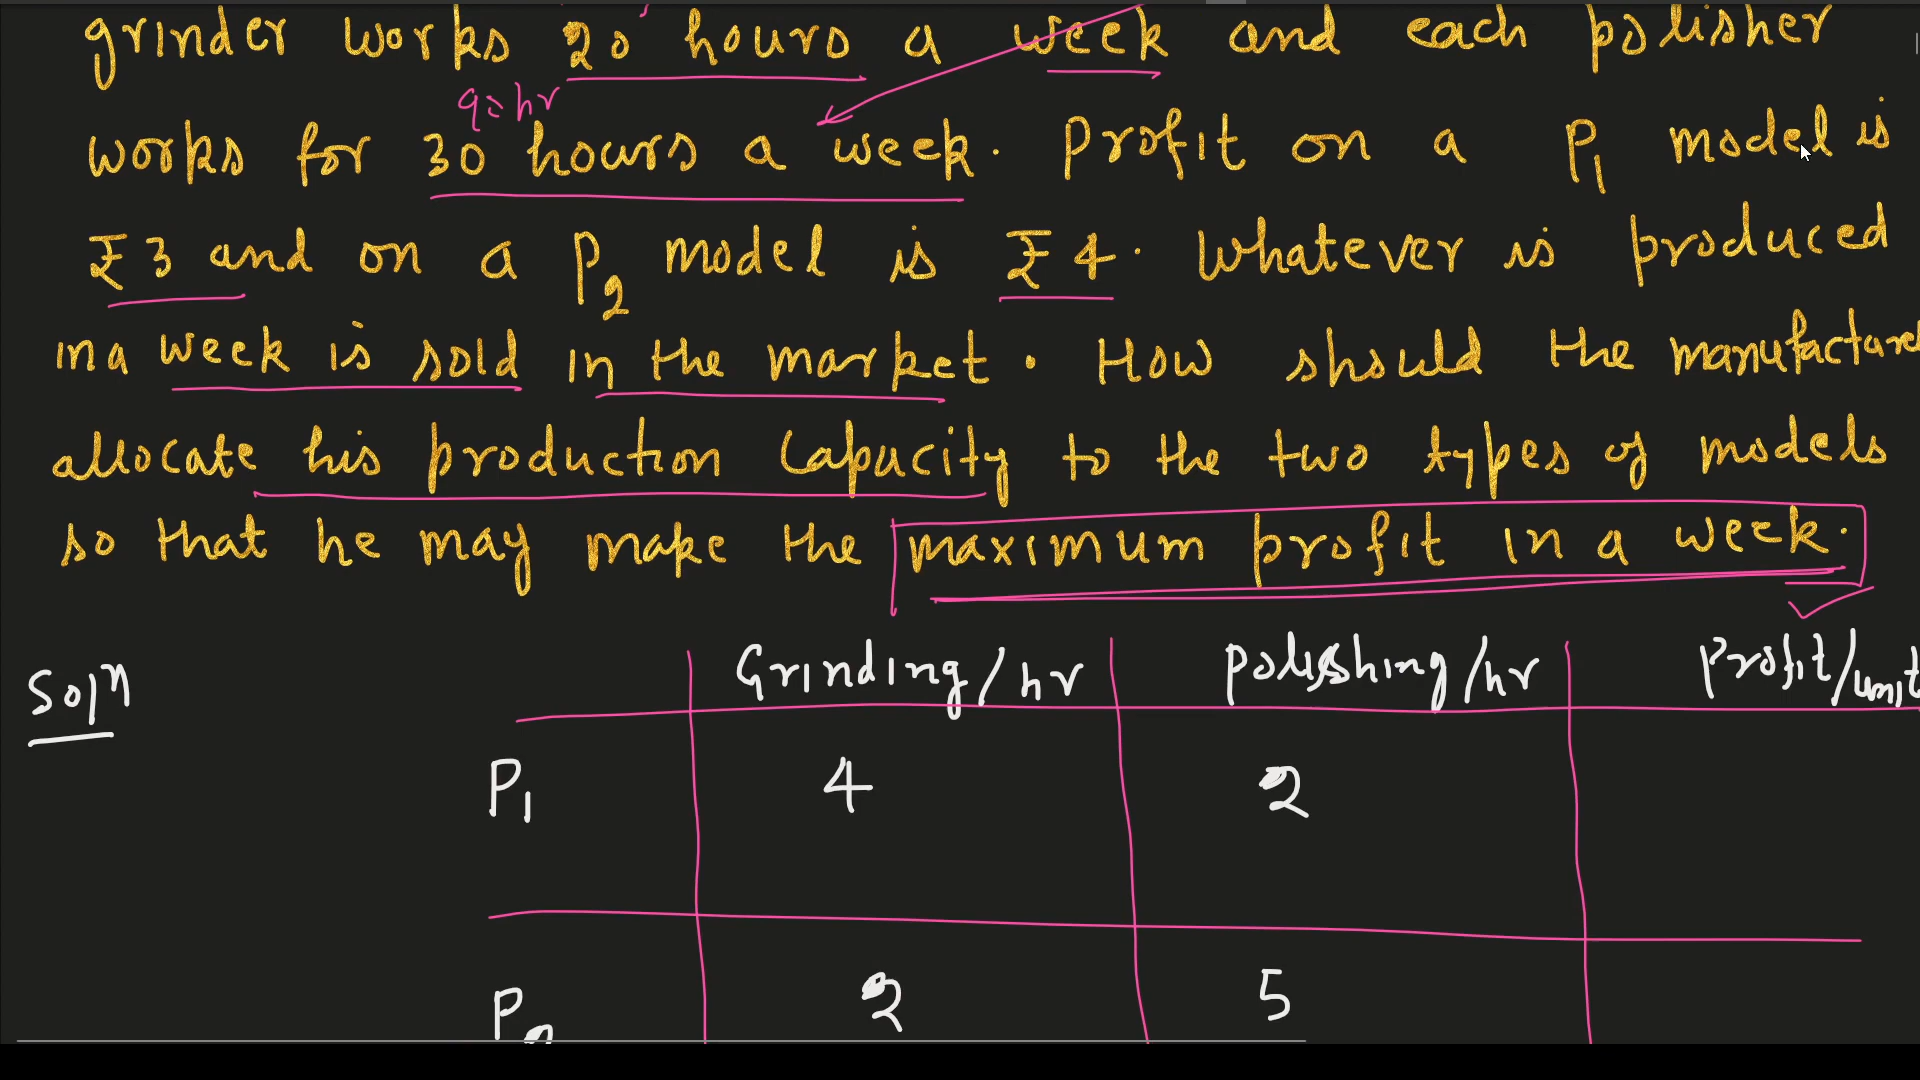 grinder works 20 hours a week and each polisher
90 hr
works for 30 hours a week. Profit on a P1 model is
₹3 and on a P2 model is ₹4. Whatever is produced
in a week is sold in the market. How should the manufacturer
allocate his production capacity to the two types of models
so that he may make the maximum profit in a week.
Soln
Grinding/hr polishing/hr profit/unit
P1 4 2
P2 2 5